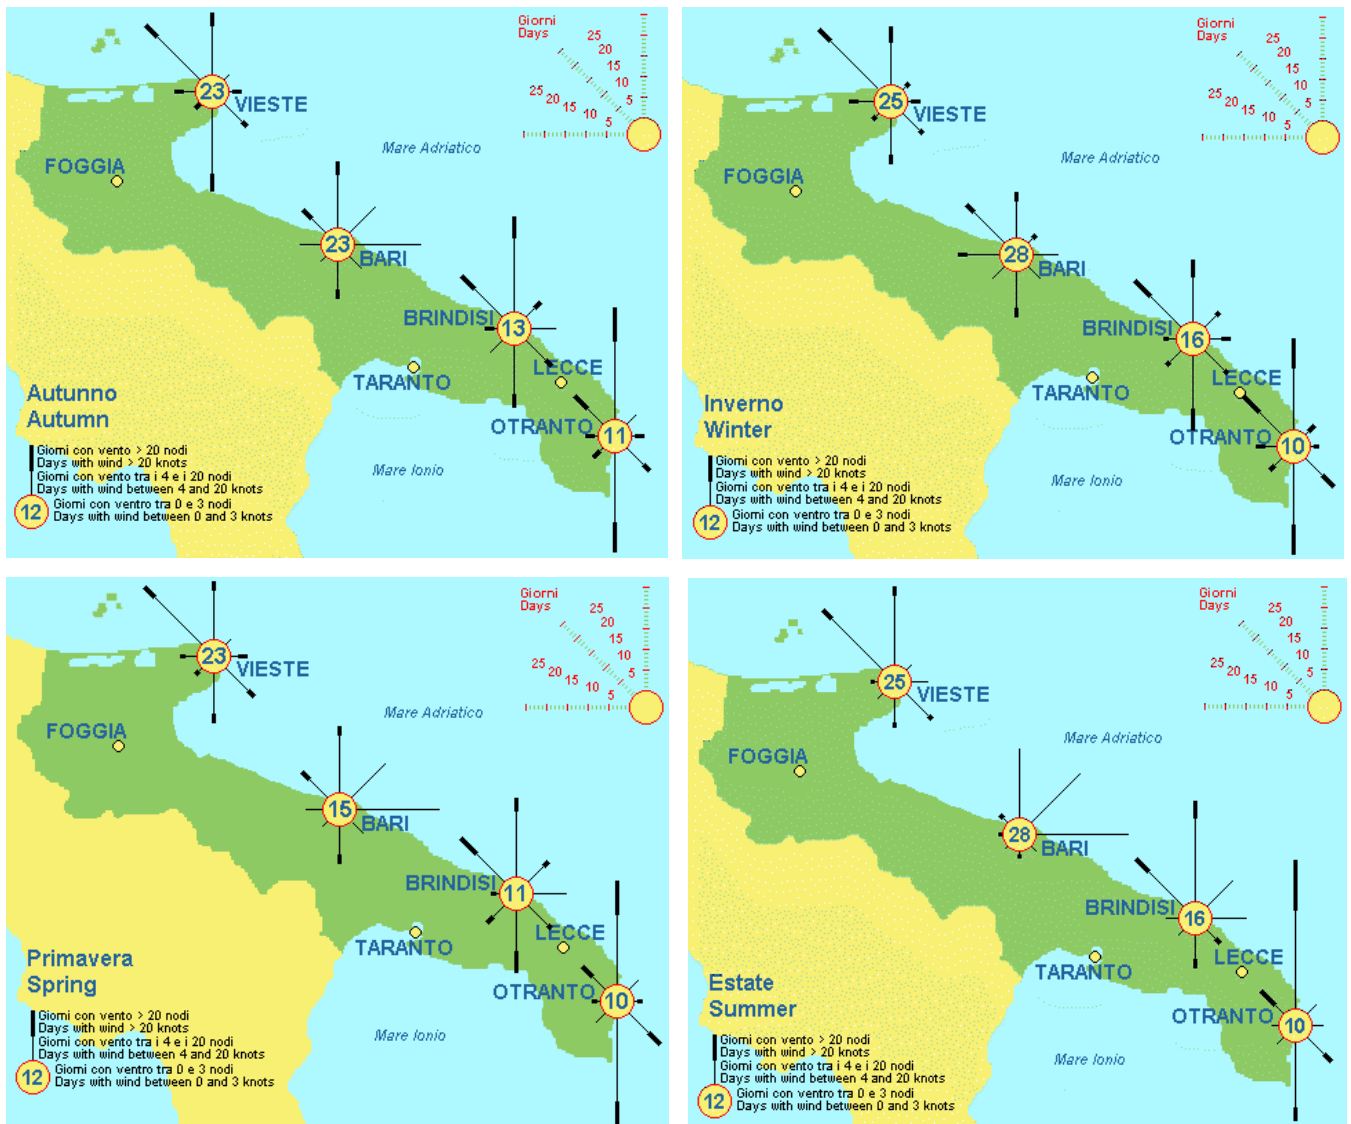 Giorni
Days
25
20
15
10
5
25
20
15
10
5
23
VIESTE
Mare Adriatico
FOGGIA
23
BARI
BRINDISI
13
LECCE
TARANTO
Autunno
Autumn
OTRANTO
11
Giorni con vento > 20 nodi
Days with wind > 20 knots
Giorni con vento tra i 4 e i 20 nodi
Days with wind between 4 and 20 knots
Mare Ionio
12
Giorni con ventro tra 0 e 3 nodi
Days with wind between 0 and 3 knots
Giorni
Days
25
20
15
10
5
25
20
15
10
5
25
VIESTE
Mare Adriatico
FOGGIA
28
BARI
BRINDISI
16
LECCE
TARANTO
Inverno
Winter
OTRANTO
10
Giorni con vento > 20 nodi
Days with wind > 20 knots
Giorni con vento tra i 4 e i 20 nodi
Days with wind between 4 and 20 knots
Mare Ionio
12
Giorni con ventro tra 0 e 3 nodi
Days with wind between 0 and 3 knots
Giorni
Days
25
20
15
10
5
25
20
15
10
5
23
VIESTE
Mare Adriatico
FOGGIA
15
BARI
BRINDISI
11
LECCE
TARANTO
Primavera
Spring
OTRANTO
10
Giorni con vento > 20 nodi
Days with wind > 20 knots
Giorni con vento tra i 4 e i 20 nodi
Days with wind between 4 and 20 knots
Mare Ionio
12
Giorni con ventro tra 0 e 3 nodi
Days with wind between 0 and 3 knots
Giorni
Days
25
20
15
10
5
25
20
15
10
5
25
VIESTE
Mare Adriatico
FOGGIA
28
BARI
BRINDISI
16
LECCE
TARANTO
Estate
Summer
OTRANTO
10
Giorni con vento > 20 nodi
Days with wind > 20 knots
Giorni con vento tra i 4 e i 20 nodi
Days with wind between 4 and 20 knots
Mare Ionio
12
Giorni con ventro tra 0 e 3 nodi
Days with wind between 0 and 3 knots